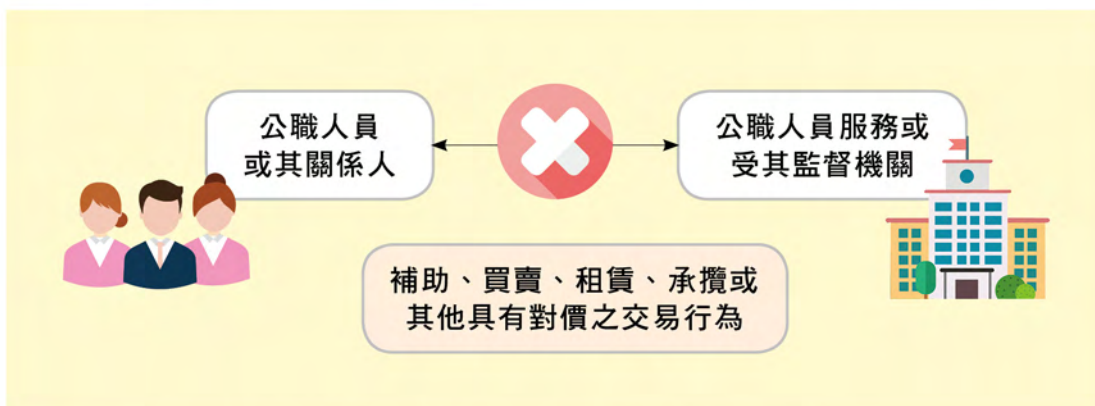 公職人員
或其關係人
公職人員服務或
受其監督機關
補助、買賣、租賃、承攬或
其他具有對價之交易行為